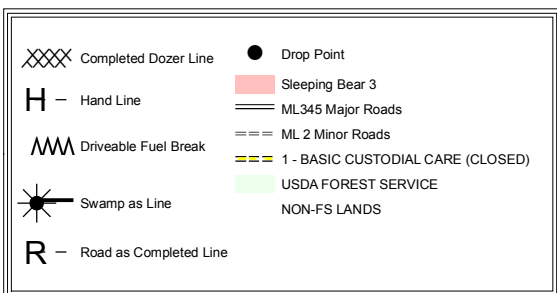 Completed Dozer Line
H – Hand Line
Driveable Fuel Break
Swamp as Line
R – Road as Completed Line
Drop Point
Sleeping Bear 3
ML345 Major Roads
ML 2 Minor Roads
1 - BASIC CUSTODIAL CARE (CLOSED)
USDA FOREST SERVICE
NON-FS LANDS